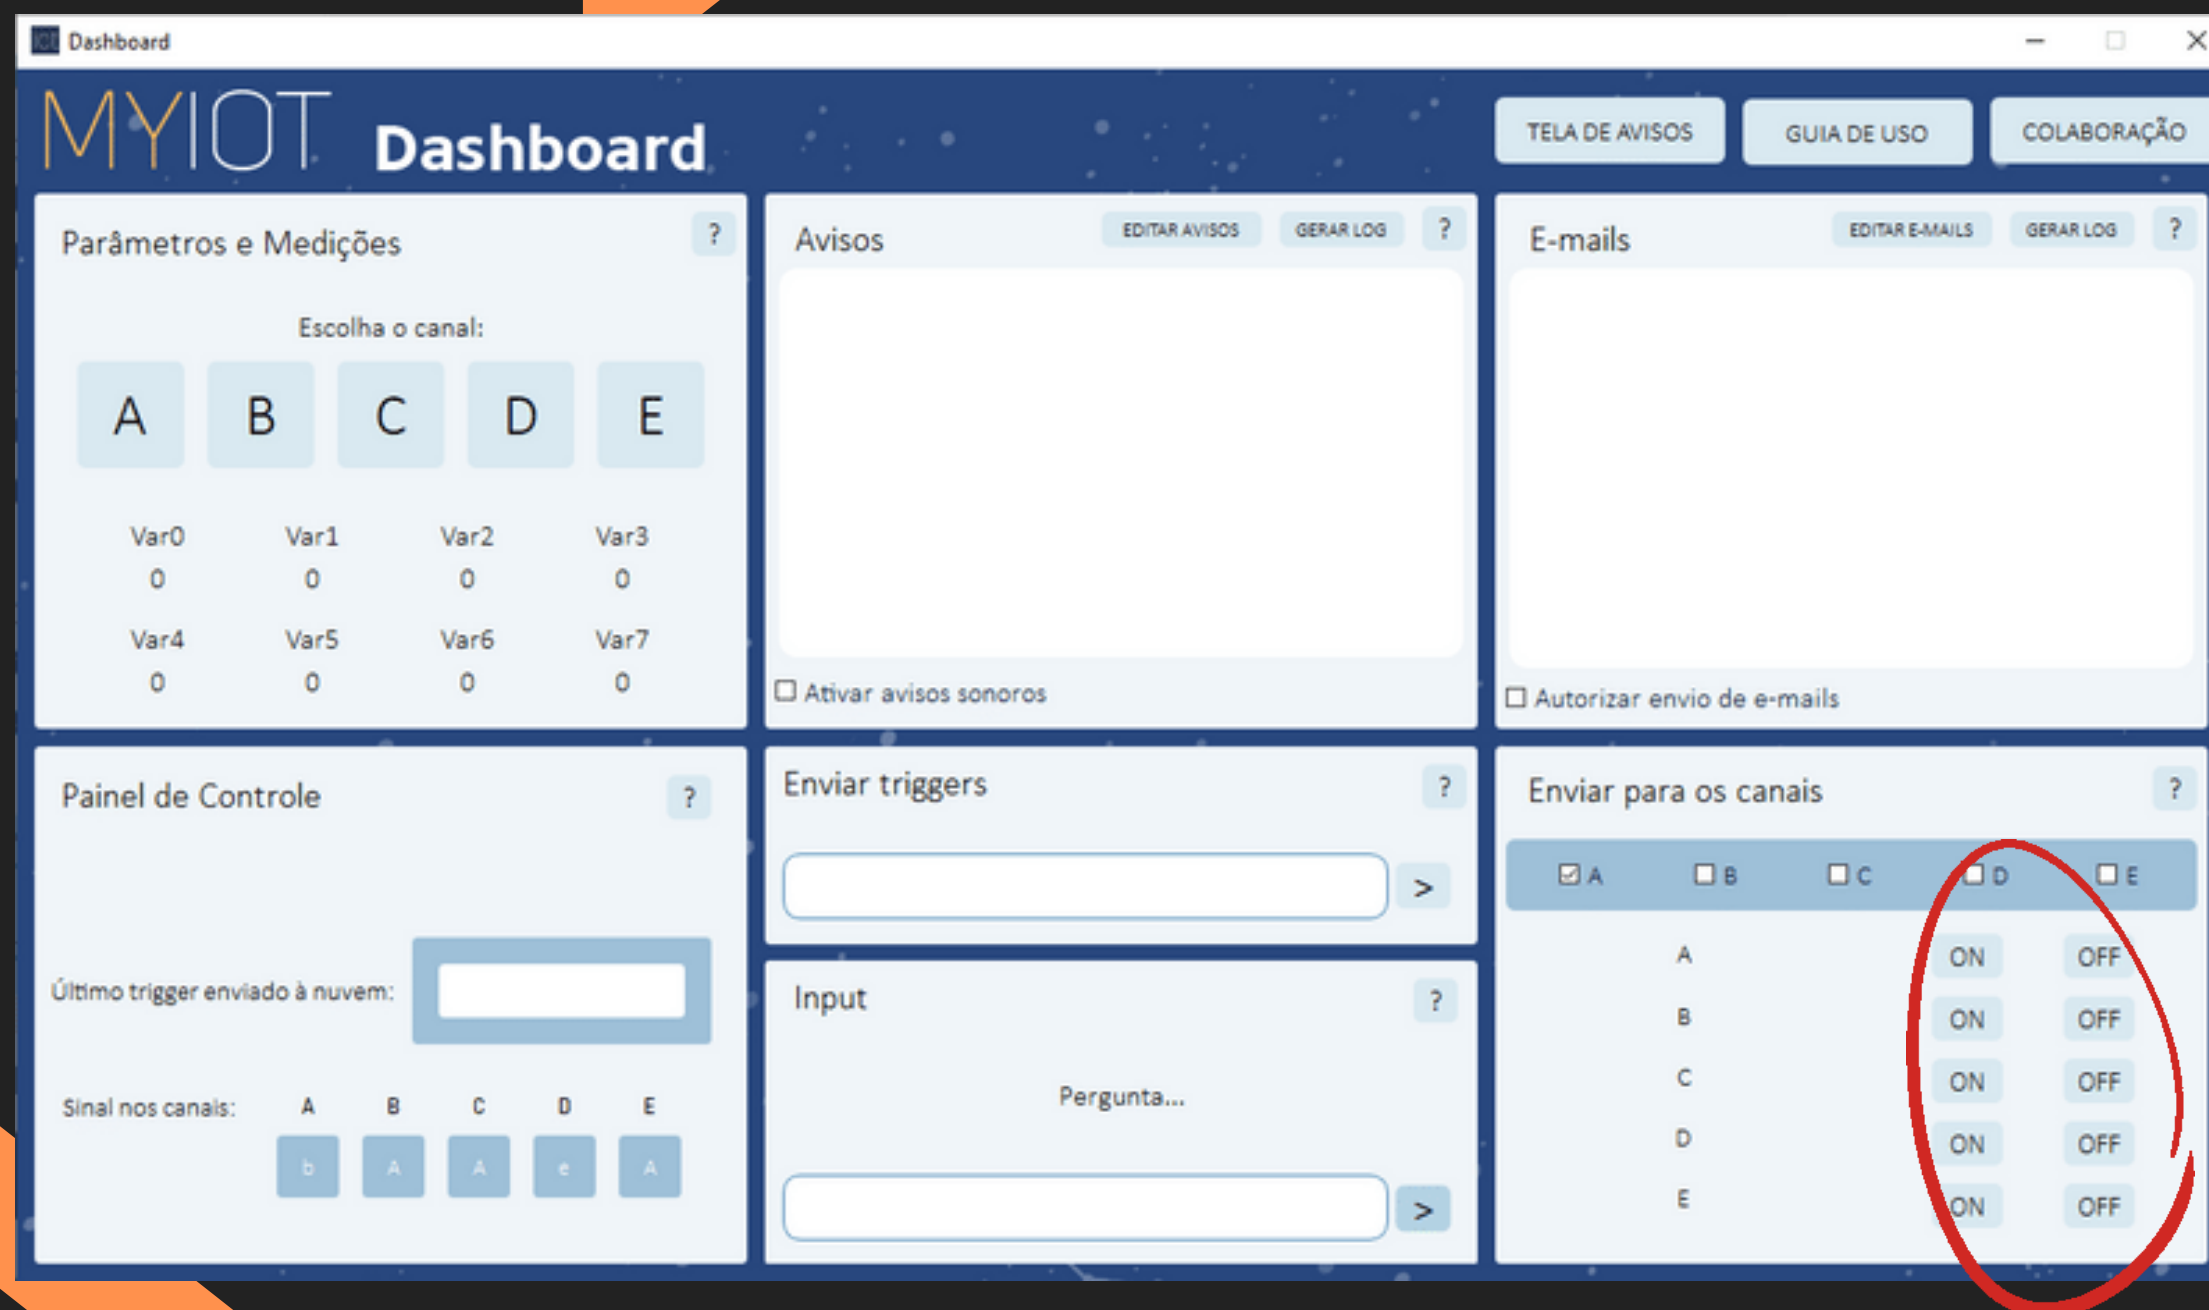 Dashboard
MYIOT Dashboard
TELA DE AVISOS
GUIA DE USO
COLABORAÇÃO
Parâmetros e Medições
?
Escolha o canal:
A B C D E
Var0 Var1 Var2 Var3
0 0 0 0
Var4 Var5 Var6 Var7
0 0 0 0
Avisos
EDITAR AVISOS
GERAR LOG
?
Ativar avisos sonoros
E-mails
EDITAR E-MAILS
GERAR LOG
?
Autorizar envio de e-mails
Painel de Controle
?
Último trigger enviado à nuvem:
Sinal nos canais: A B C D E
b A A e A
Enviar triggers
?
>
Input
?
Pergunta...
>
Enviar para os canais
?
A B C D E
A ON OFF
B ON OFF
C ON OFF
D ON OFF
E ON OFF